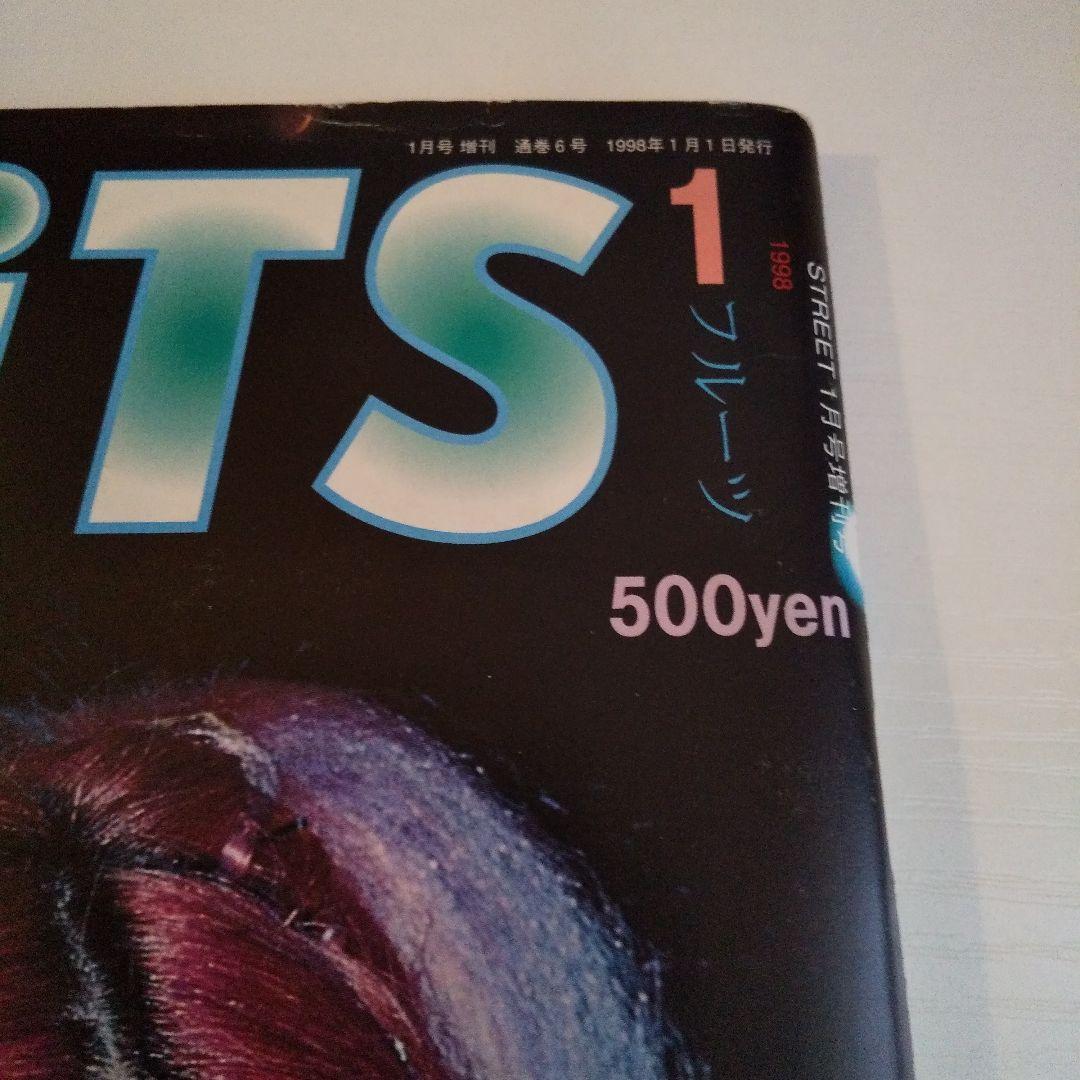 1月号 増刊 通巻6号 1998年1月1日発行
iTS
1
1998
フルーツ
STREET 1月号増刊号
500yen